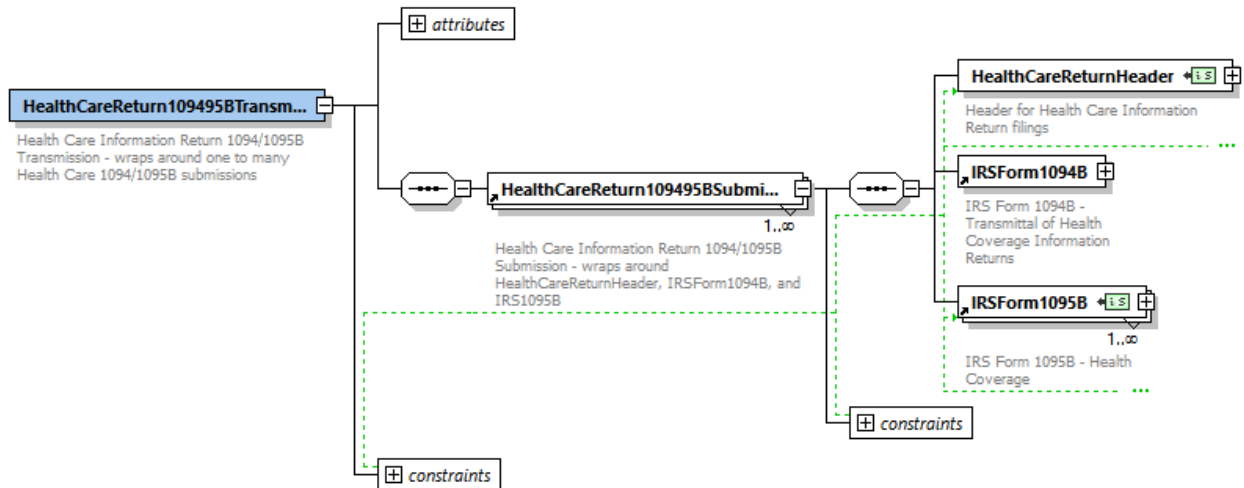 attributes
HealthCareReturn109495BTransm...
Health Care Information Return 1094/1095B
Transmission - wraps around one to many
Health Care 1094/1095B submissions
HealthCareReturn109495BSubmi...
1..∞
Health Care Information Return 1094/1095B
Submission - wraps around
HealthCareReturnHeader, IRSForm1094B, and
IRS1095B
HealthCareReturnHeader
is
Header for Health Care Information
Return filings
...
IRSForm1094B
IRS Form 1094B -
Transmittal of Health
Coverage Information
Returns
IRSForm1095B
is
1..∞
IRS Form 1095B - Health
Coverage
...
constraints
constraints